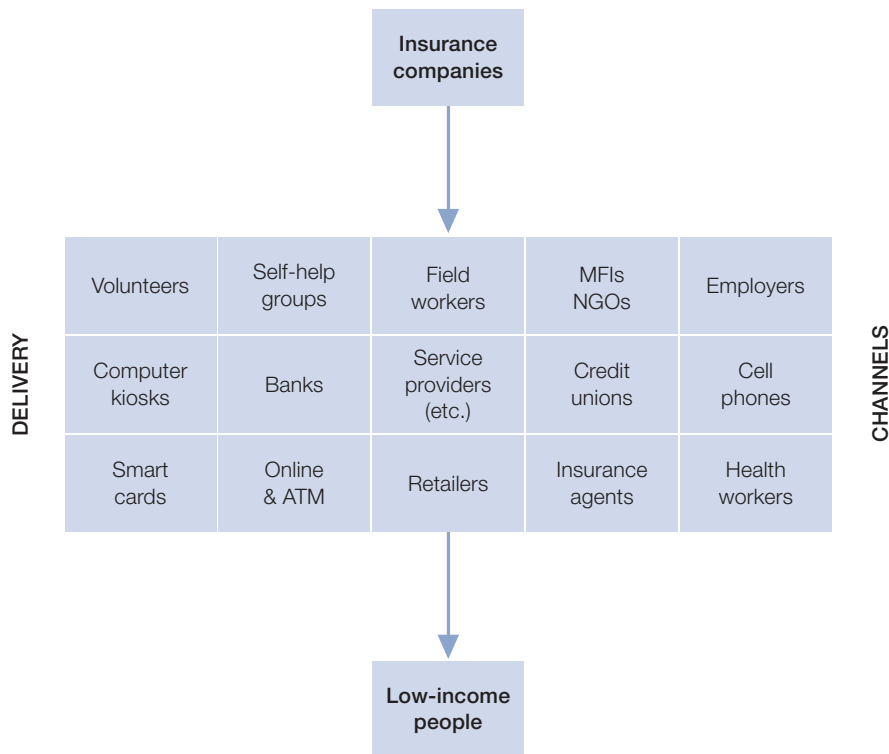 Insurance
companies
Volunteers
Self-help
groups
Field
workers
MFIs
NGOs
Employers
DELIVERY
Computer
kiosks
Banks
Service
providers
(etc.)
Credit
unions
Cell
phones
CHANNELS
Smart
cards
Online
& ATM
Retailers
Insurance
agents
Health
workers
Low-income
people